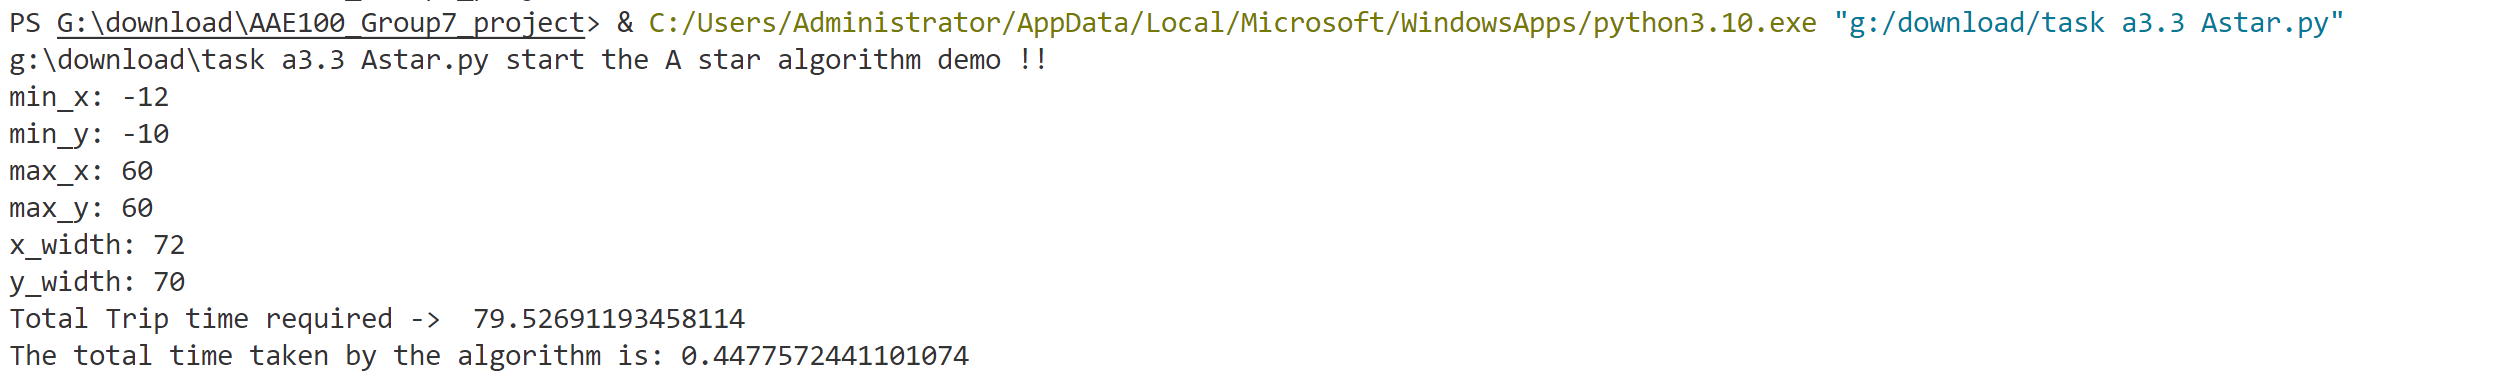 PS G:\download\AAE100_Group7_project> & C:/Users/Administrator/AppData/Local/Microsoft/WindowsApps/python3.10.exe "g:/download/task a3.3 Astar.py"
g:\download\task a3.3 Astar.py start the A star algorithm demo !!
min_x: -12
min_y: -10
max_x: 60
max_y: 60
x_width: 72
y_width: 70
Total Trip time required ->  79.52691193458114
The total time taken by the algorithm is: 0.4477572441101074